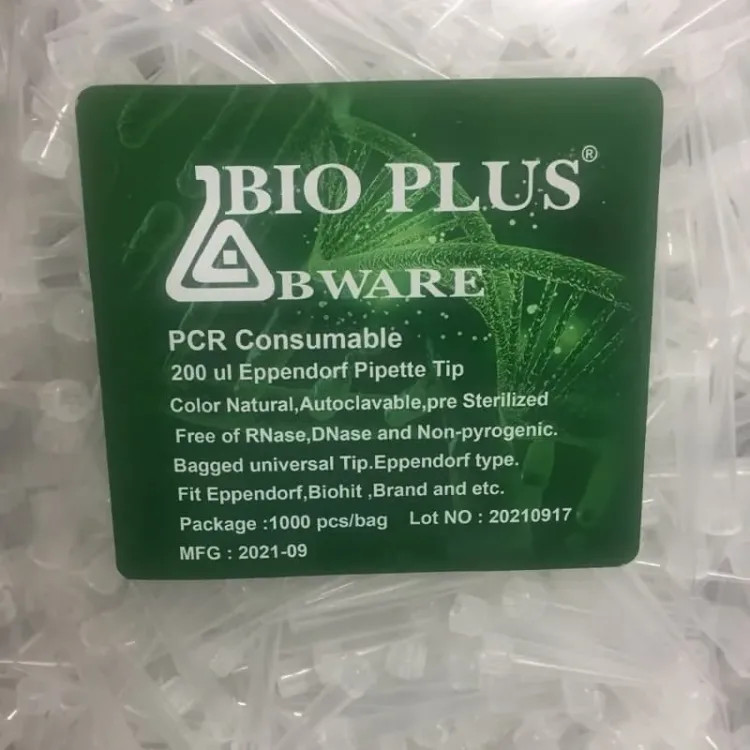 BIO PLUS®
LABWARE
PCR Consumable
200 ul Eppendorf Pipette Tip
Color Natural,Autoclavable,pre Sterilized
Free of RNase,DNase and Non-pyrogenic.
Bagged universal Tip.Eppendorf type.
Fit Eppendorf,Biohit ,Brand and etc.
Package :1000 pcs/bag Lot NO : 20210917
MFG : 2021-09